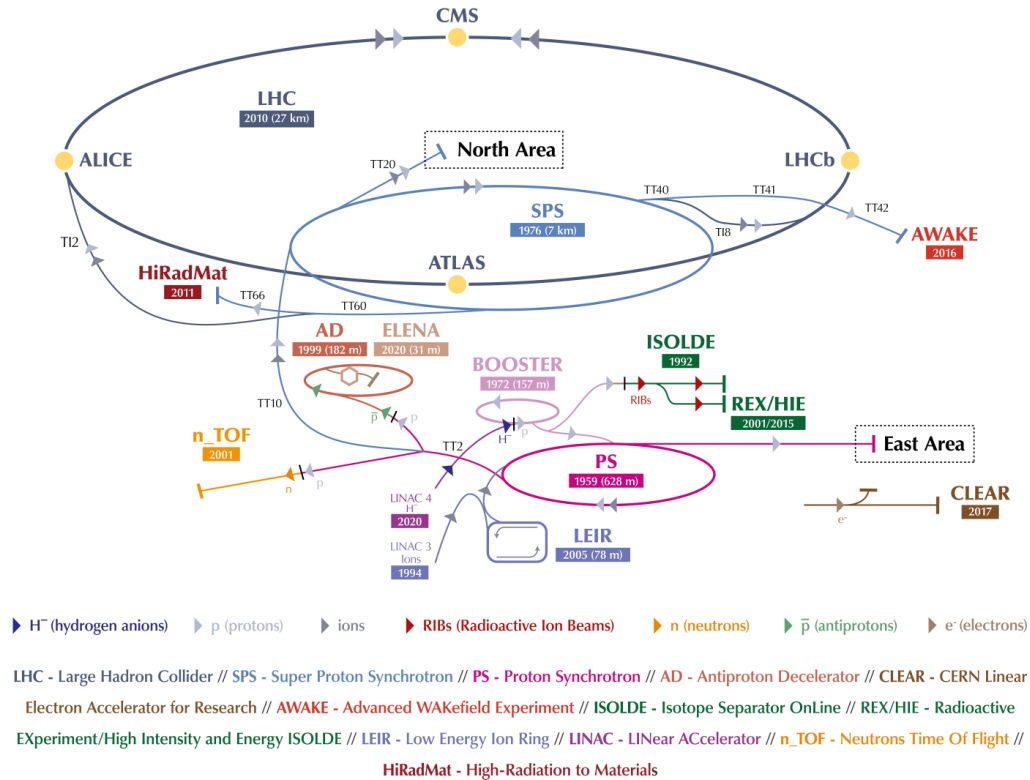 CMS
LHC
2010 (27 km)
ALICE
TT20
North Area
LHCb
TT40
TT41
TT42
SPS
1976 (7 km)
TI8
TI2
AWAKE
2016
ATLAS
HiRadMat
2011
TT66
TT60
AD
1999 (182 m)
ELENA
2020 (31 m)
ISOLDE
1992
BOOSTER
1972 (157 m)
RIBs
REX/HIE
2001/2015
TT10
p̅
p
H⁻
p
TT2
East Area
n_TOF
2001
n
p
PS
1959 (628 m)
LINAC 4
H⁻
2020
CLEAR
2017
e⁻
LINAC 3
Ions
1994
LEIR
2005 (78 m)
H⁻ (hydrogen anions) p (protons) ions RIBs (Radioactive Ion Beams) n (neutrons) p̅ (antiprotons) e⁻ (electrons)
LHC - Large Hadron Collider // SPS - Super Proton Synchrotron // PS - Proton Synchrotron // AD - Antiproton Decelerator // CLEAR - CERN Linear
Electron Accelerator for Research // AWAKE - Advanced WAKefield Experiment // ISOLDE - Isotope Separator OnLine // REX/HIE - Radioactive
EXperiment/High Intensity and Energy ISOLDE // LEIR - Low Energy Ion Ring // LINAC - LINear ACcelerator // n_TOF - Neutrons Time Of Flight //
HiRadMat - High-Radiation to Materials